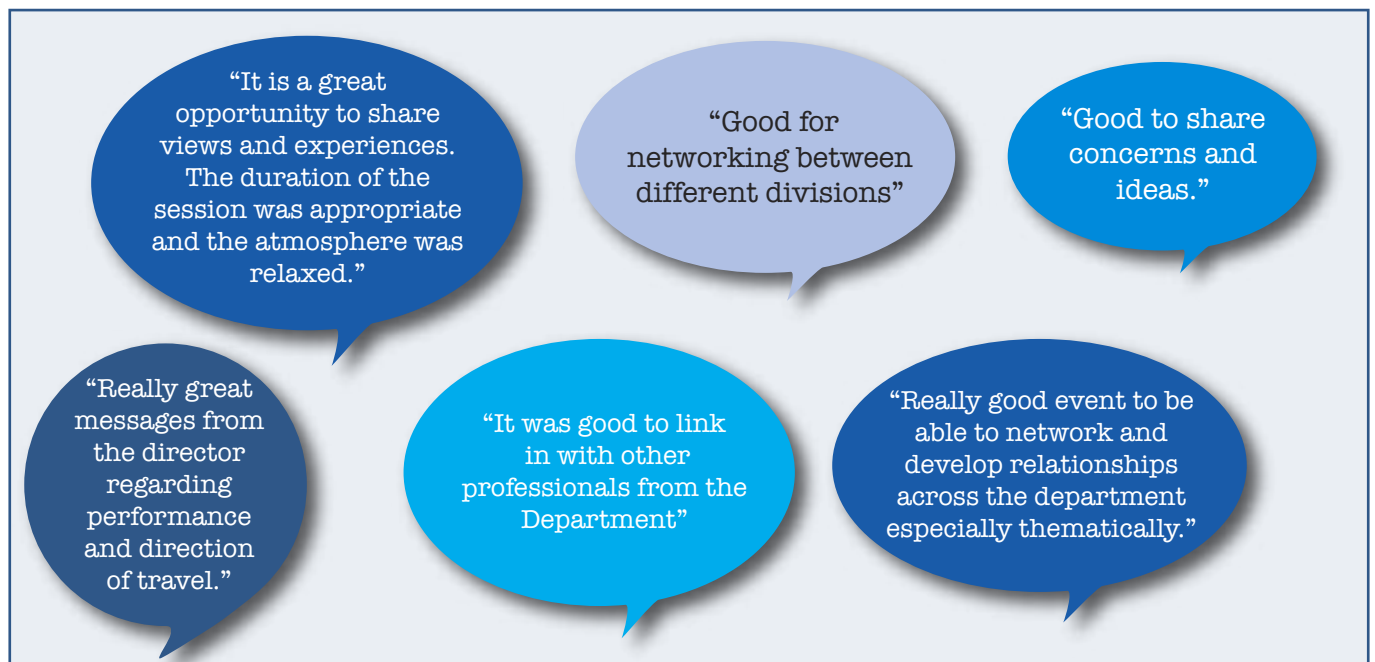 “It is a great
opportunity to share
views and experiences.
The duration of the
session was appropriate
and the atmosphere was
relaxed.”
“Good for
networking between
different divisions”
“Good to share
concerns and
ideas.”
“Really great
messages from
the director
regarding
performance
and direction
of travel.”
“It was good to link
in with other
professionals from the
Department”
“Really good event to be
able to network and
develop relationships
across the department
especially thematically.”